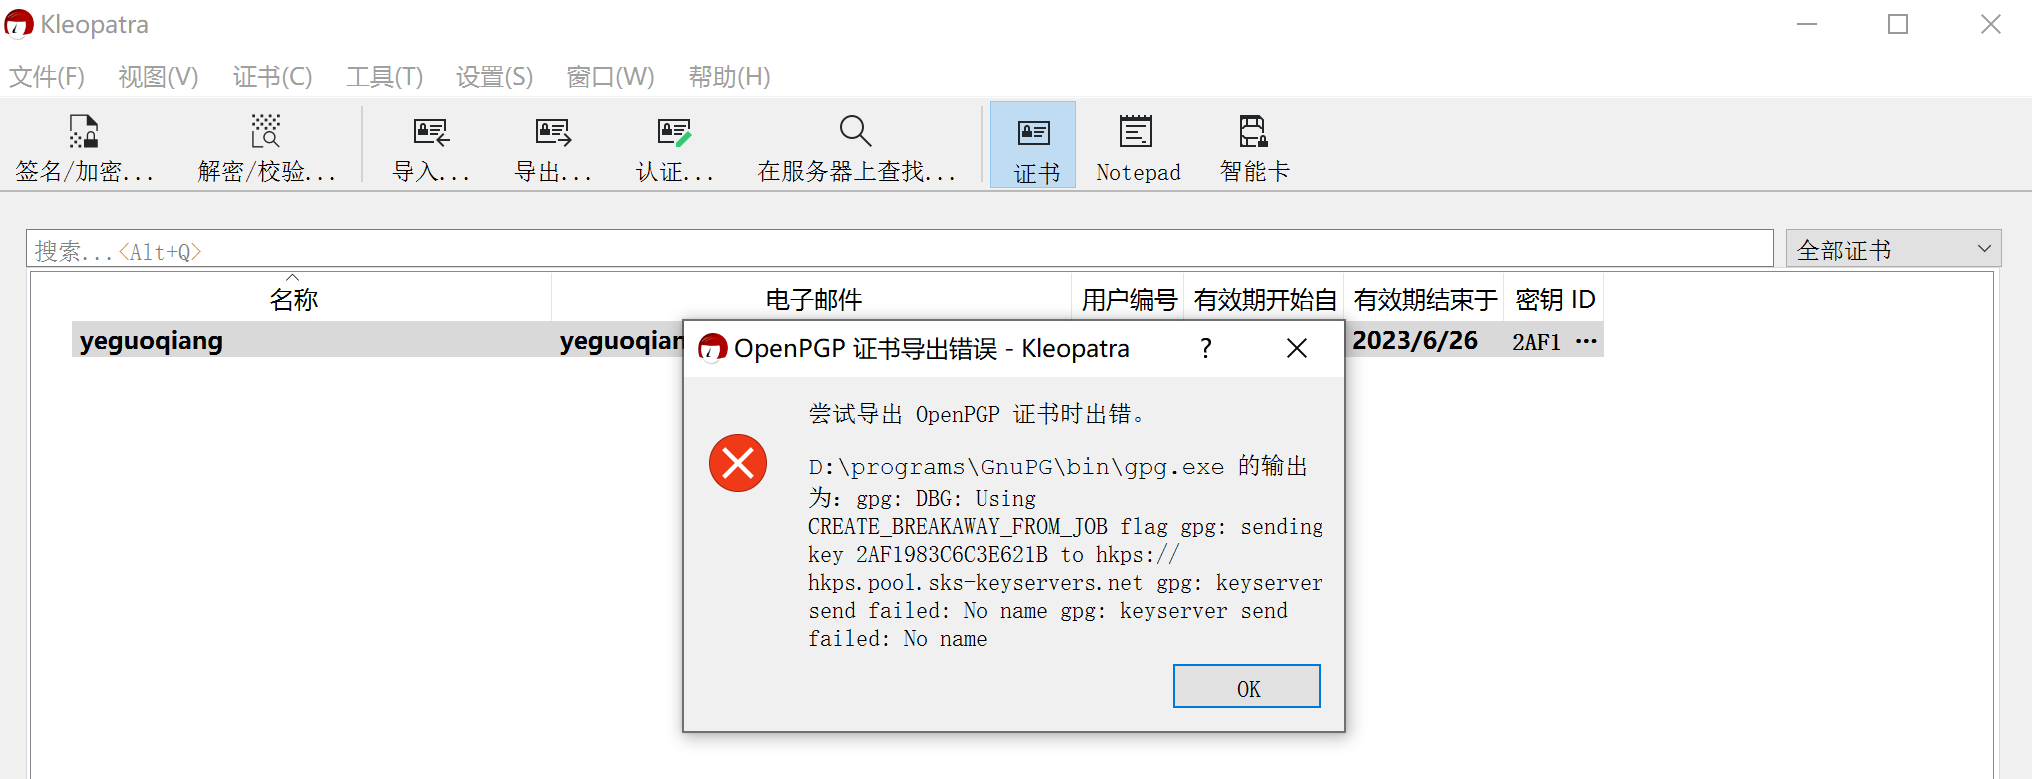 Kleopatra
文件(F) 视图(V) 证书(C) 工具(T) 设置(S) 窗口(W) 帮助(H)
签名/加密... 解密/校验... 导入... 导出... 认证... 在服务器上查找... 证书 Notepad 智能卡
搜索...<Alt+Q> 全部证书
名称 电子邮件 用户编号 有效期开始自 有效期结束于 密钥 ID
yeguoqiang yeguoqian 2023/6/26 2AF1 ···
OpenPGP 证书导出错误 - Kleopatra ?
尝试导出 OpenPGP 证书时出错。
D:\programs\GnuPG\bin\gpg.exe 的输出
为: gpg: DBG: Using
CREATE_BREAKAWAY_FROM_JOB flag gpg: sending
key 2AF1983C6C3E621B to hkps://
hkps.pool.sks-keyservers.net gpg: keyserver
send failed: No name gpg: keyserver send
failed: No name
OK